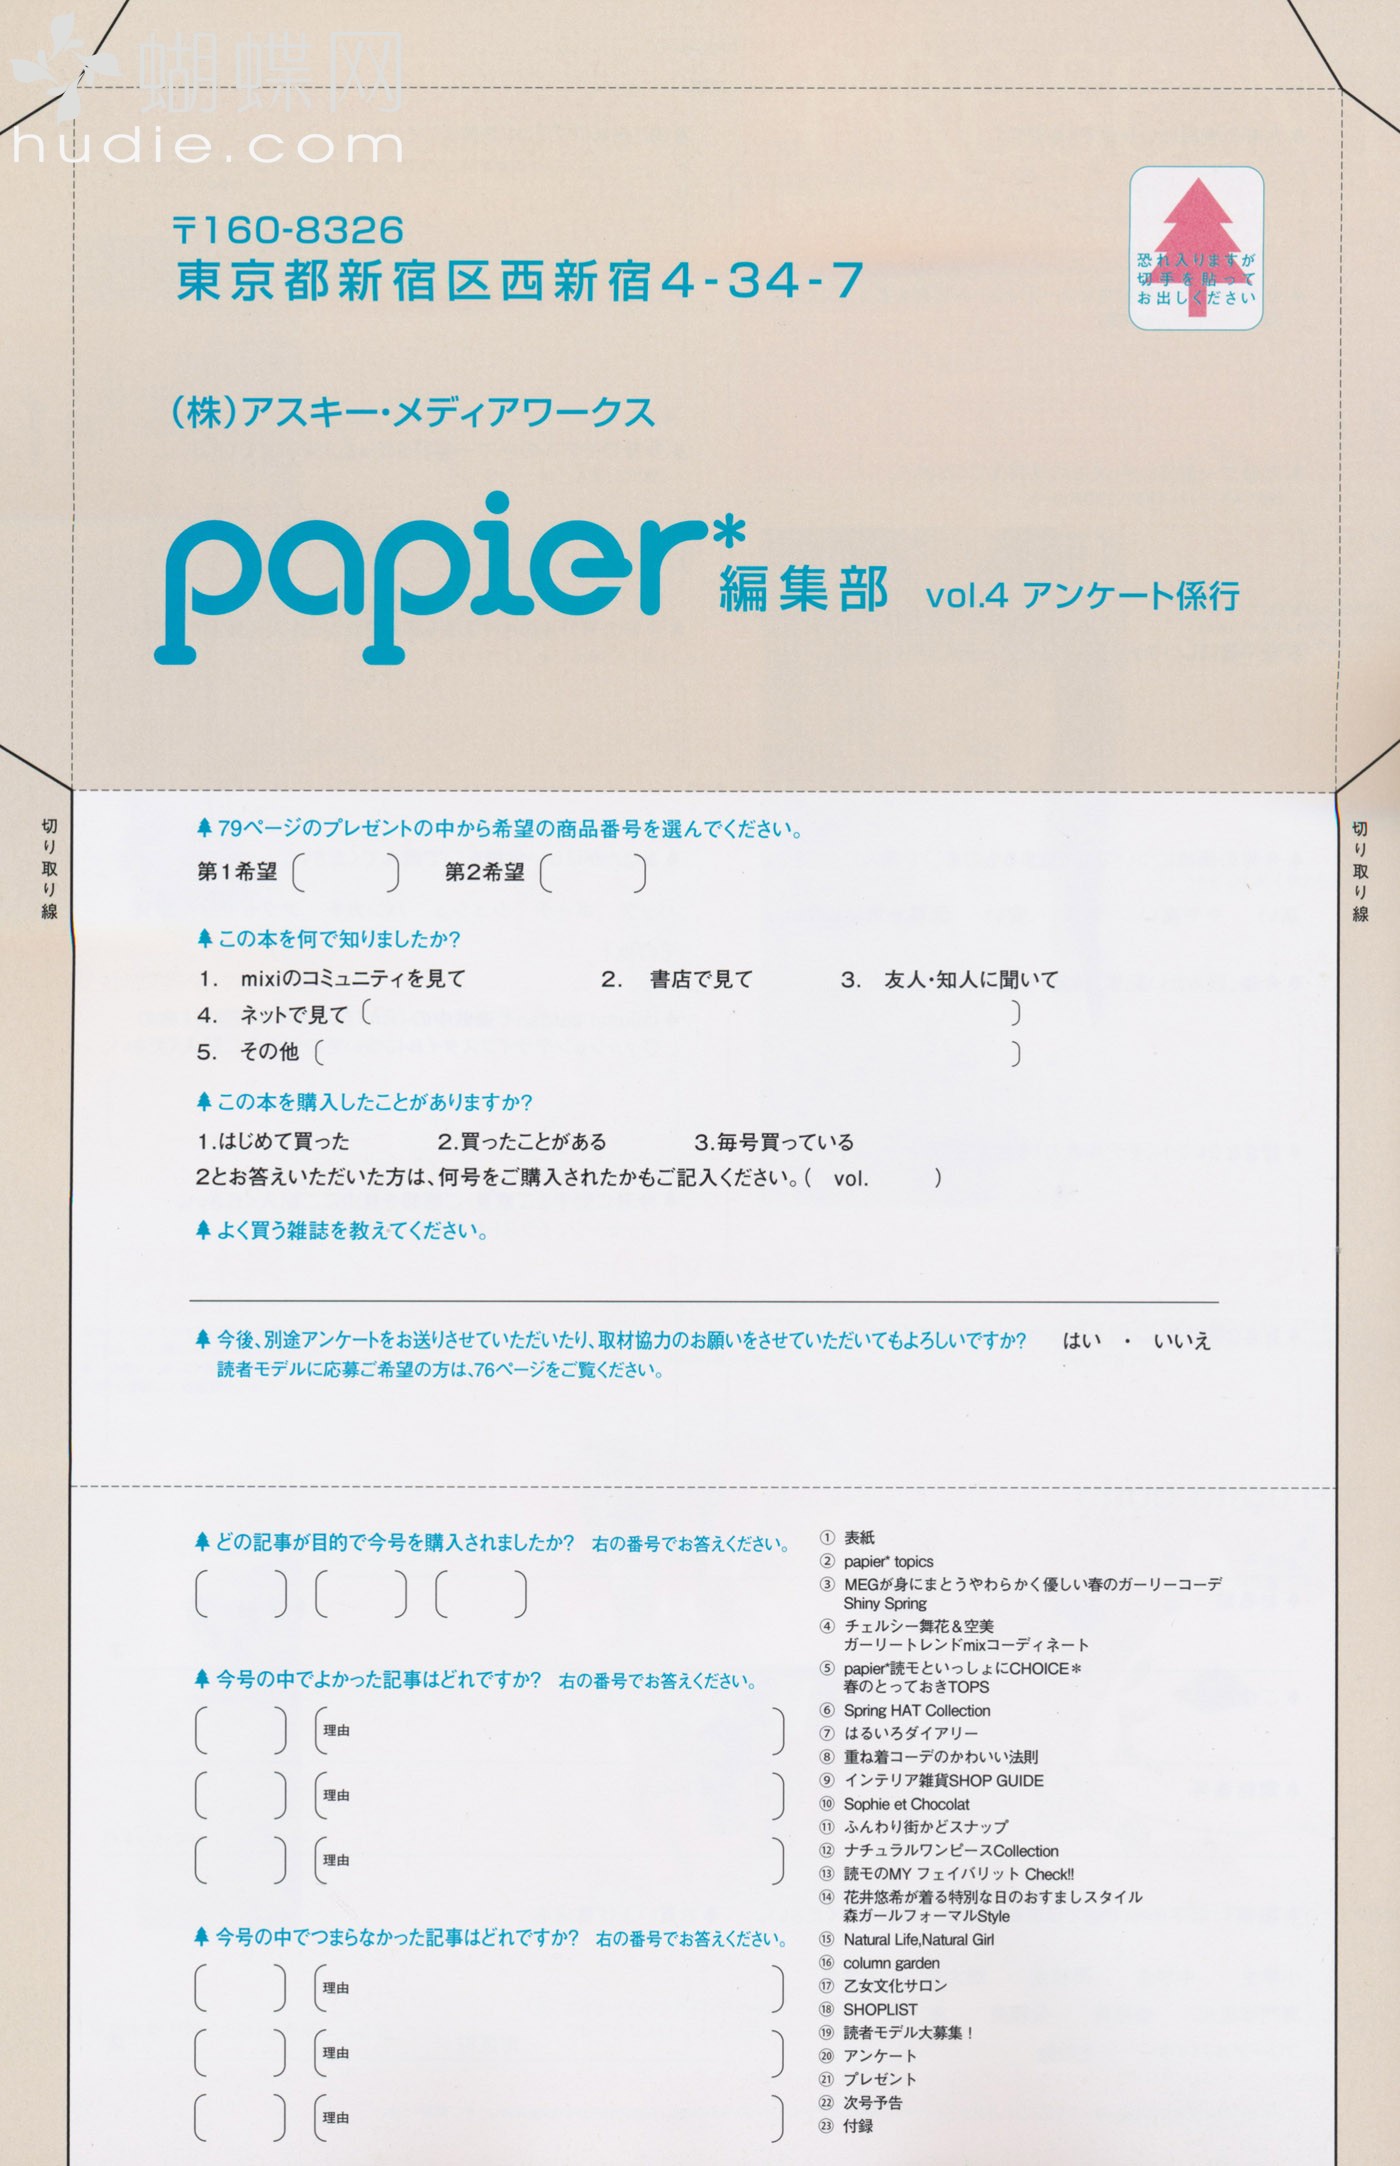 蝴蝶网
hudie.com
〒160-8326
東京都新宿区西新宿4-34-7
恐れ入りますが
切手を貼って
お出しください
(株)アスキー・メディアワークス
papier*編集部 vol.4 アンケート係行
切り取り線
切り取り線
79ページのプレゼントの中から希望の商品番号を選んでください。
第1希望 ( ) 第2希望 ( )
この本を何で知りましたか?
1. mixiのコミュニティを見て 2. 書店で見て 3. 友人・知人に聞いて
4. ネットで見て ( )
5. その他 ( )
この本を購入したことがありますか?
1.はじめて買った 2.買ったことがある 3.毎号買っている
2とお答えいただいた方は、何号をご購入されたかもご記入ください。( vol. )
よく買う雑誌を教えてください。
今後、別途アンケートをお送りさせていただいたり、取材協力のお願いをさせていただいてもよろしいですか? はい ・ いいえ
読者モデルに応募ご希望の方は、76ページをご覧ください。
どの記事が目的で今号を購入されましたか? 右の番号でお答えください。
( ) ( ) ( )
今号の中でよかった記事はどれですか? 右の番号でお答えください。
( ) (理由 )
( ) (理由 )
( ) (理由 )
今号の中でつまらなかった記事はどれですか? 右の番号でお答えください。
( ) (理由 )
( ) (理由 )
( ) (理由 )
① 表紙
② papier* topics
③ MEGが身にまとうやわらかく優しい春のガーリーコーデ
Shiny Spring
④ チェルシー舞花&空美
ガーリートレンドmixコーディネート
⑤ papier*読モといっしょにCHOICE*
春のとっておきTOPS
⑥ Spring HAT Collection
⑦ はるいろダイアリー
⑧ 重ね着コーデのかわいい法則
⑨ インテリア雑貨SHOP GUIDE
⑩ Sophie et Chocolat
⑪ ふんわり街かどスナップ
⑫ ナチュラルワンピースCollection
⑬ 読モのMY フェイバリット Check!!
⑭ 花井悠希が着る特別な日のおすましスタイル
森ガールフォーマルStyle
⑮ Natural Life,Natural Girl
⑯ column garden
⑰ 乙女文化サロン
⑱ SHOPLIST
⑲ 読者モデル大募集!
⑳ アンケート
㉑ プレゼント
㉒ 次号予告
㉓ 付録